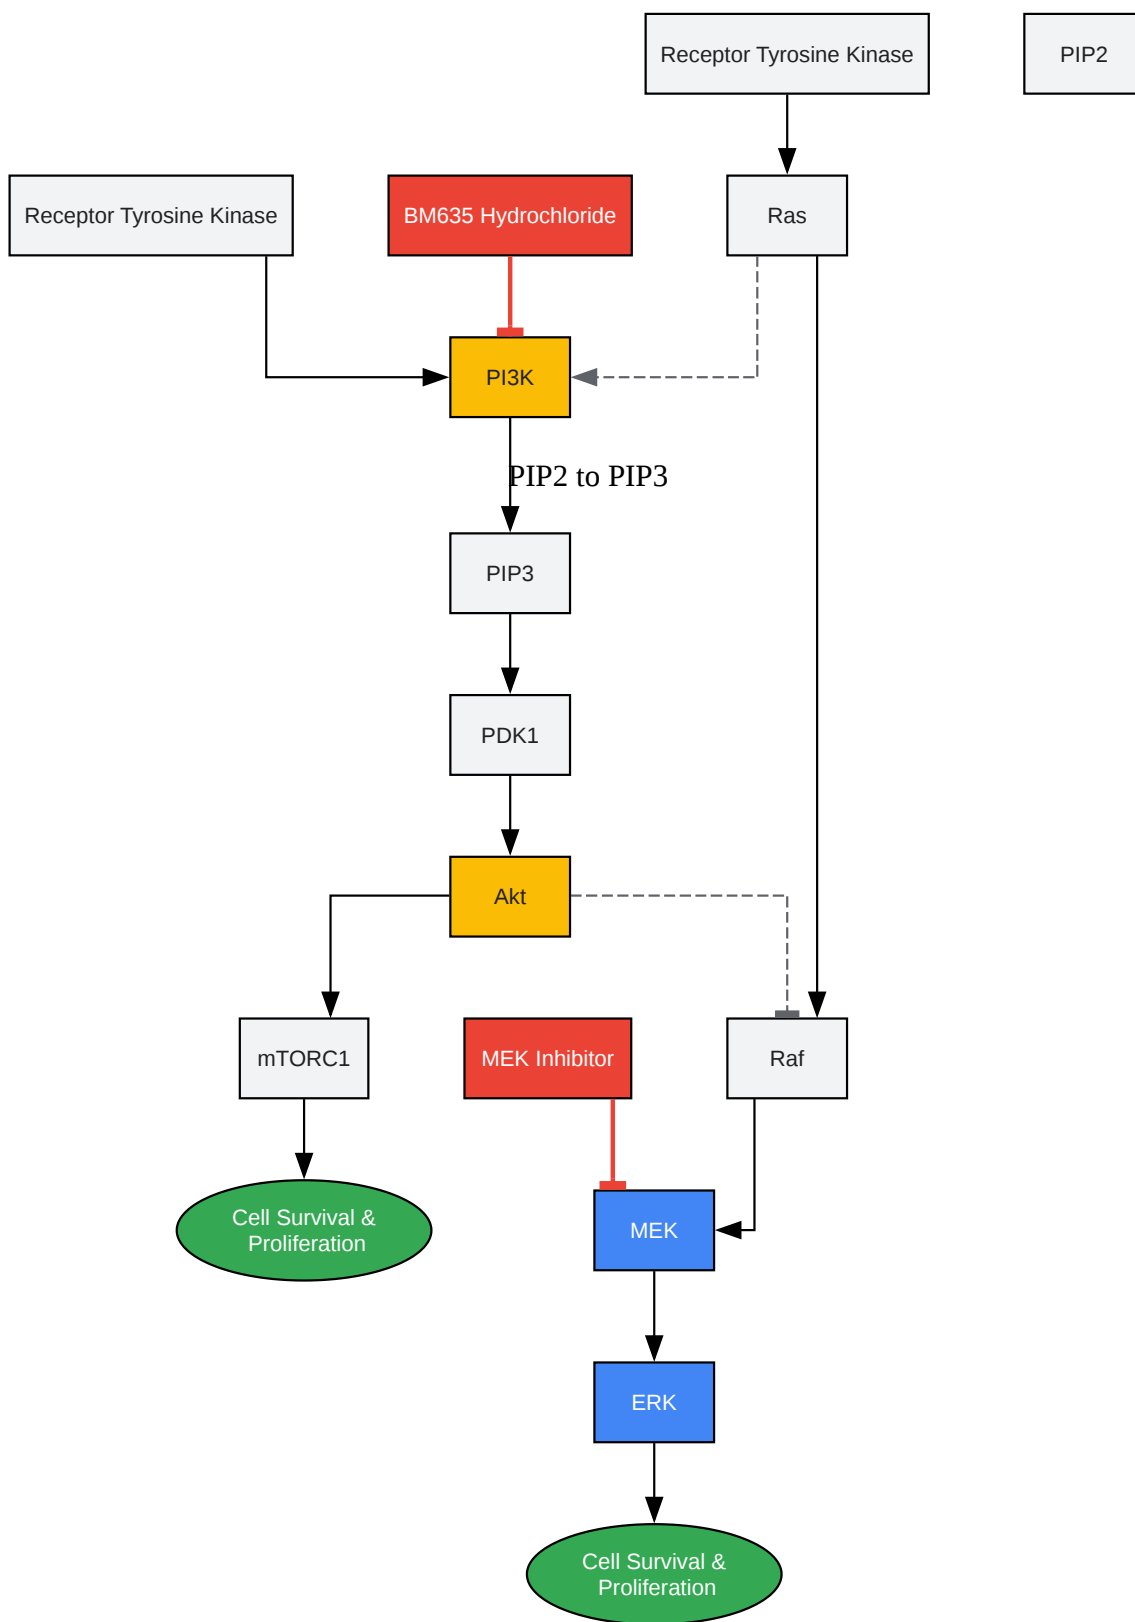 Receptor Tyrosine Kinase
PIP2
Receptor Tyrosine Kinase
BM635 Hydrochloride
Ras
PI3K
PIP2 to PIP3
PIP3
PDK1
Akt
mTORC1
MEK Inhibitor
Raf
Cell Survival &
Proliferation
MEK
ERK
Cell Survival &
Proliferation